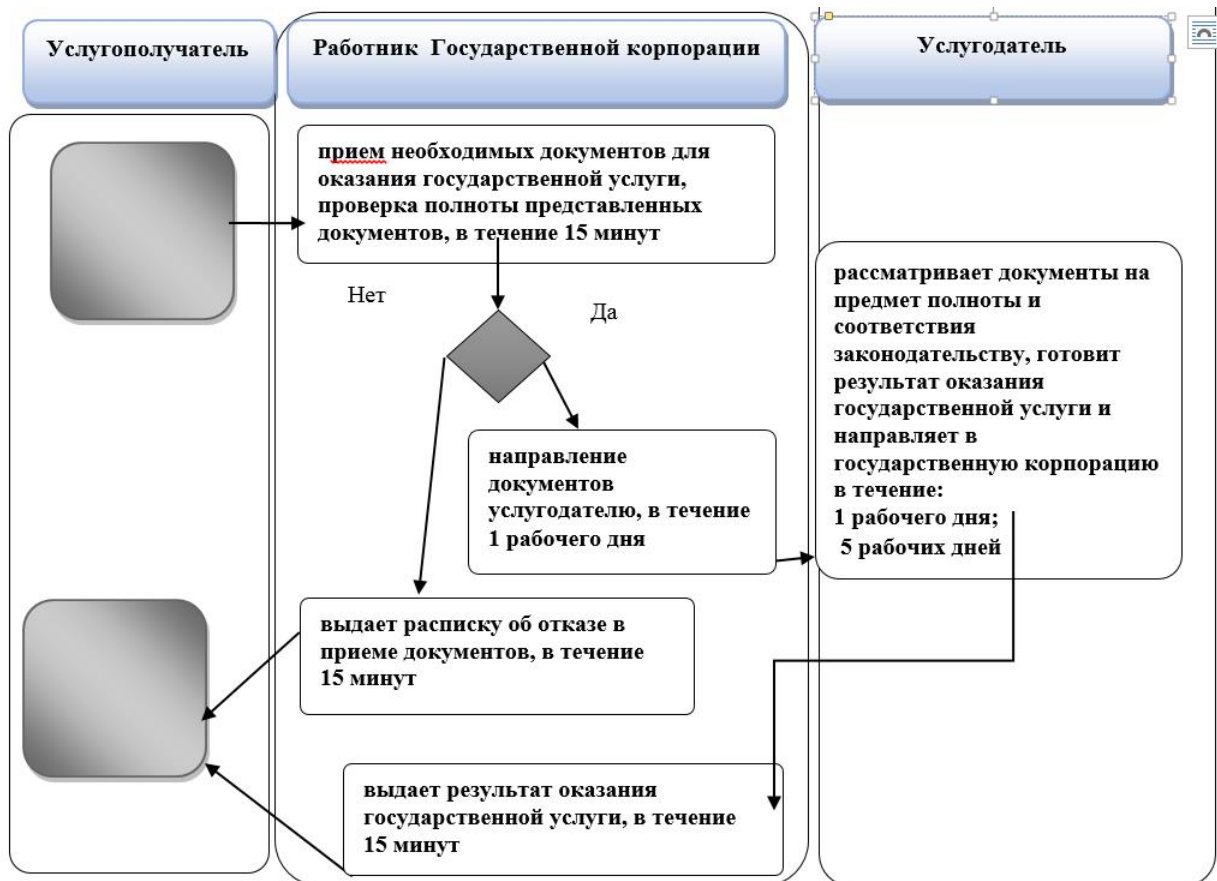 Услугополучатель
Работник Государственной корпорации
Услугодатель
прием необходимых документов для
оказания государственной услуги,
проверка полноты представленных
документов, в течение 15 минут
Нет
Да
направление
документов
услугодателю, в течение
1 рабочего дня
рассматривает документы на
предмет полноты и
соответствия
законодательству, готовит
результат оказания
государственной услуги и
направляет в
государственную корпорацию
в течение:
1 рабочего дня;
5 рабочих дней
выдает расписку об отказе в
приеме документов, в течение
15 минут
выдает результат оказания
государственной услуги, в течение
15 минут